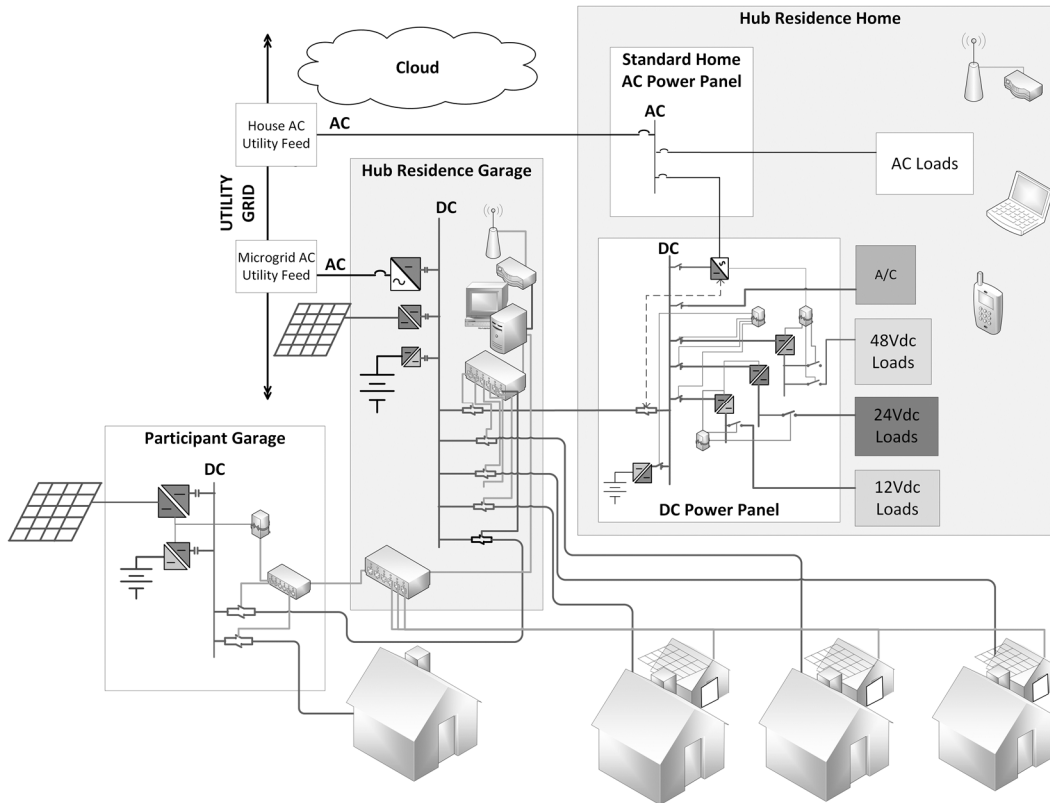 Hub Residence Home
Cloud
Standard Home
AC Power Panel
AC
House AC
Utility Feed
AC
AC Loads
Hub Residence Garage
UTILITY
GRID
DC
Microgrid AC
Utility Feed
AC
DC
A/C
48Vdc
Loads
24Vdc
Loads
12Vdc
Loads
DC Power Panel
Participant Garage
DC